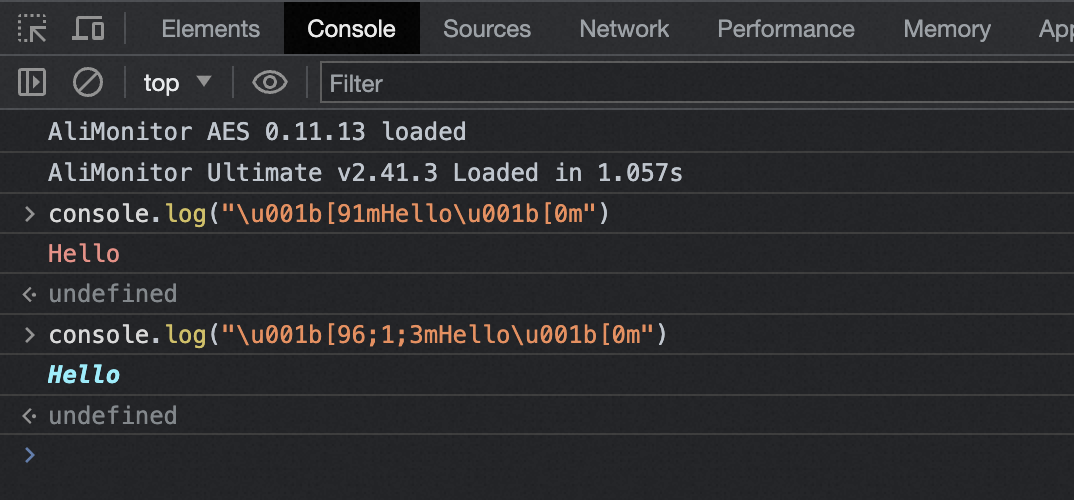 Elements Console Sources Network Performance Memory Ap
top Filter
AliMonitor AES 0.11.13 loaded
AliMonitor Ultimate v2.41.3 Loaded in 1.057s
> console.log("\u001b[91mHello\u001b[0m")
Hello
undefined
> console.log("\u001b[96;1;3mHello\u001b[0m")
Hello
undefined
>